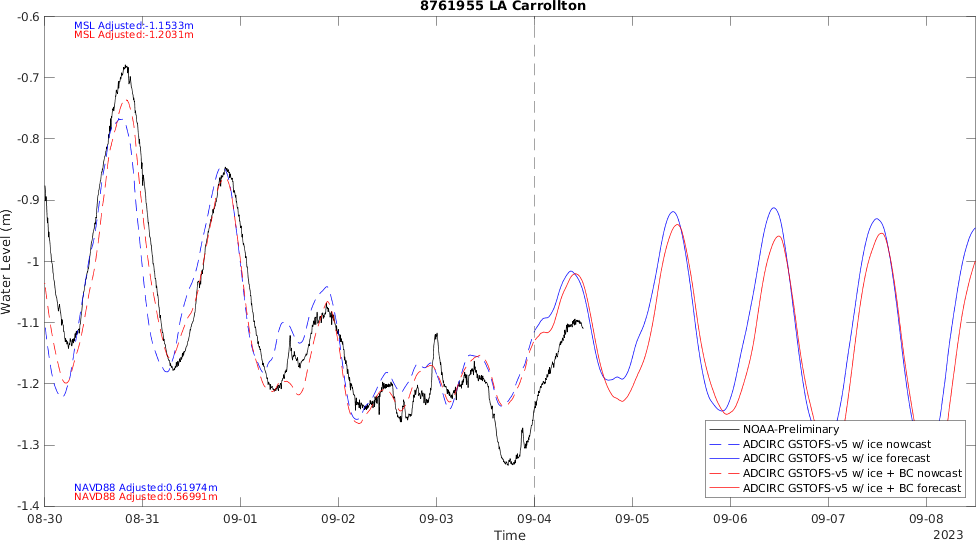 8761955 LA Carrollton
-0.6
MSL Adjusted:-1.1533m
MSL Adjusted:-1.2031m
-0.7
-0.8
-0.9
-1
-1.1
-1.2
-1.3
-1.4
Water Level (m)
NOAA-Preliminary
ADCIRC GSTOFS-v5 w/ ice nowcast
ADCIRC GSTOFS-v5 w/ ice forecast
ADCIRC GSTOFS-v5 w/ ice + BC nowcast
ADCIRC GSTOFS-v5 w/ ice + BC forecast
NAVD88 Adjusted:0.61974m
NAVD88 Adjusted:0.56991m
08-30 08-31 09-01 09-02 09-03 09-04 09-05 09-06 09-07 09-08
Time
2023